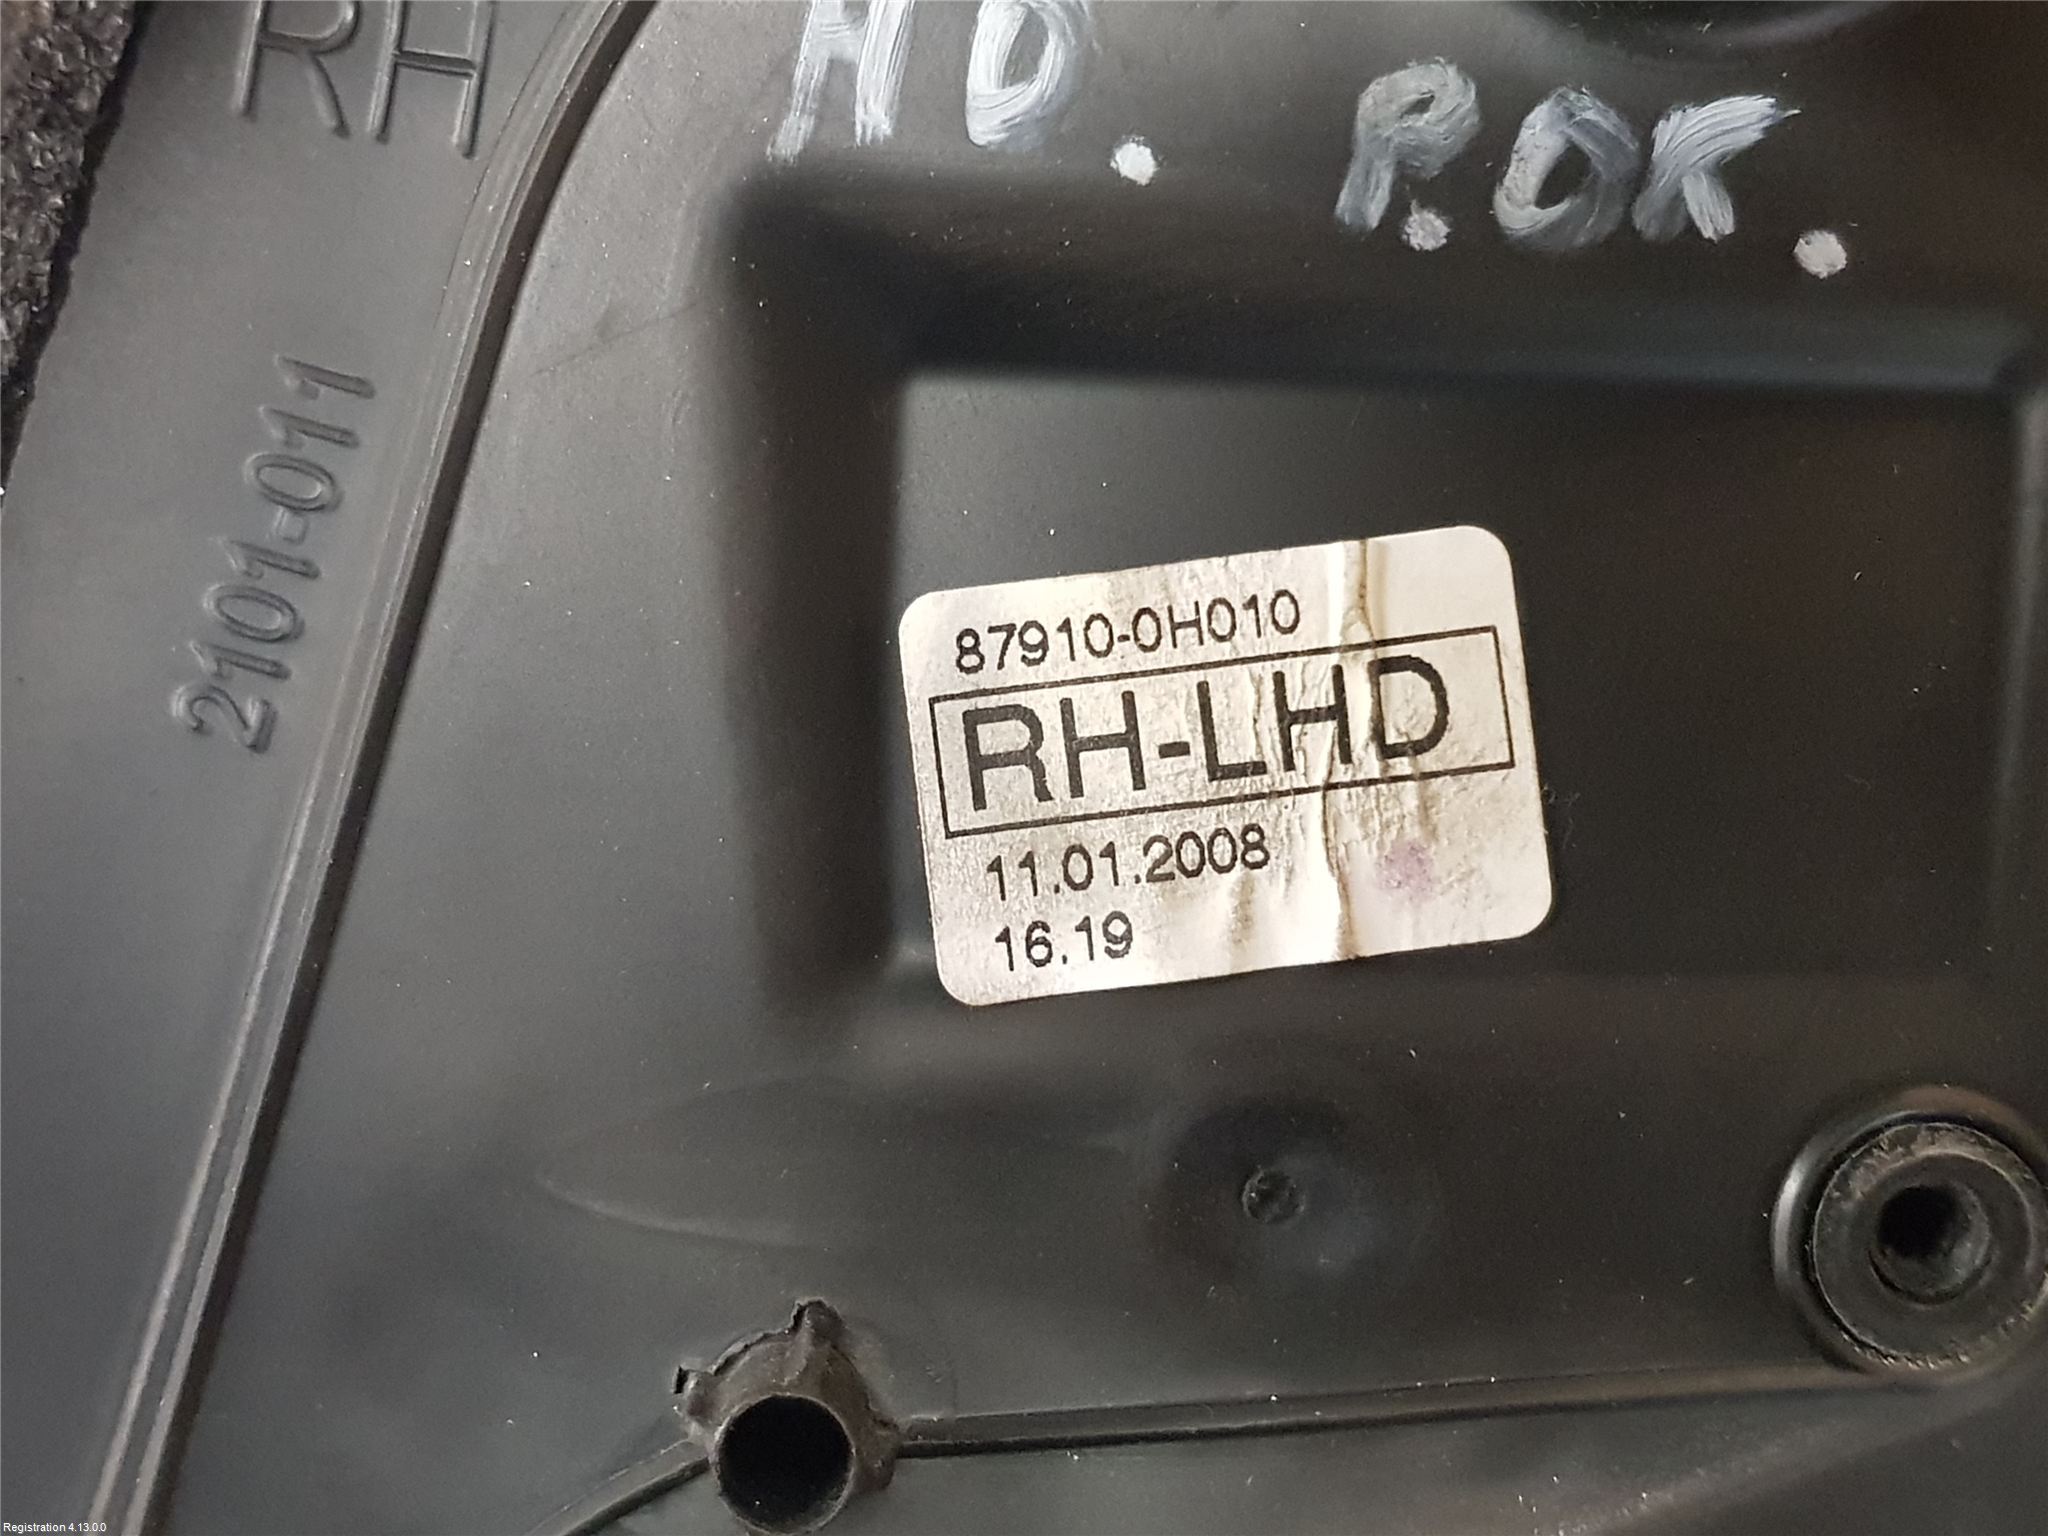 RH
HO.
P.OK.
2101-011
87910-0H010
RH-LHD
11.01.2008
16.19
Registration 4.13.0.0